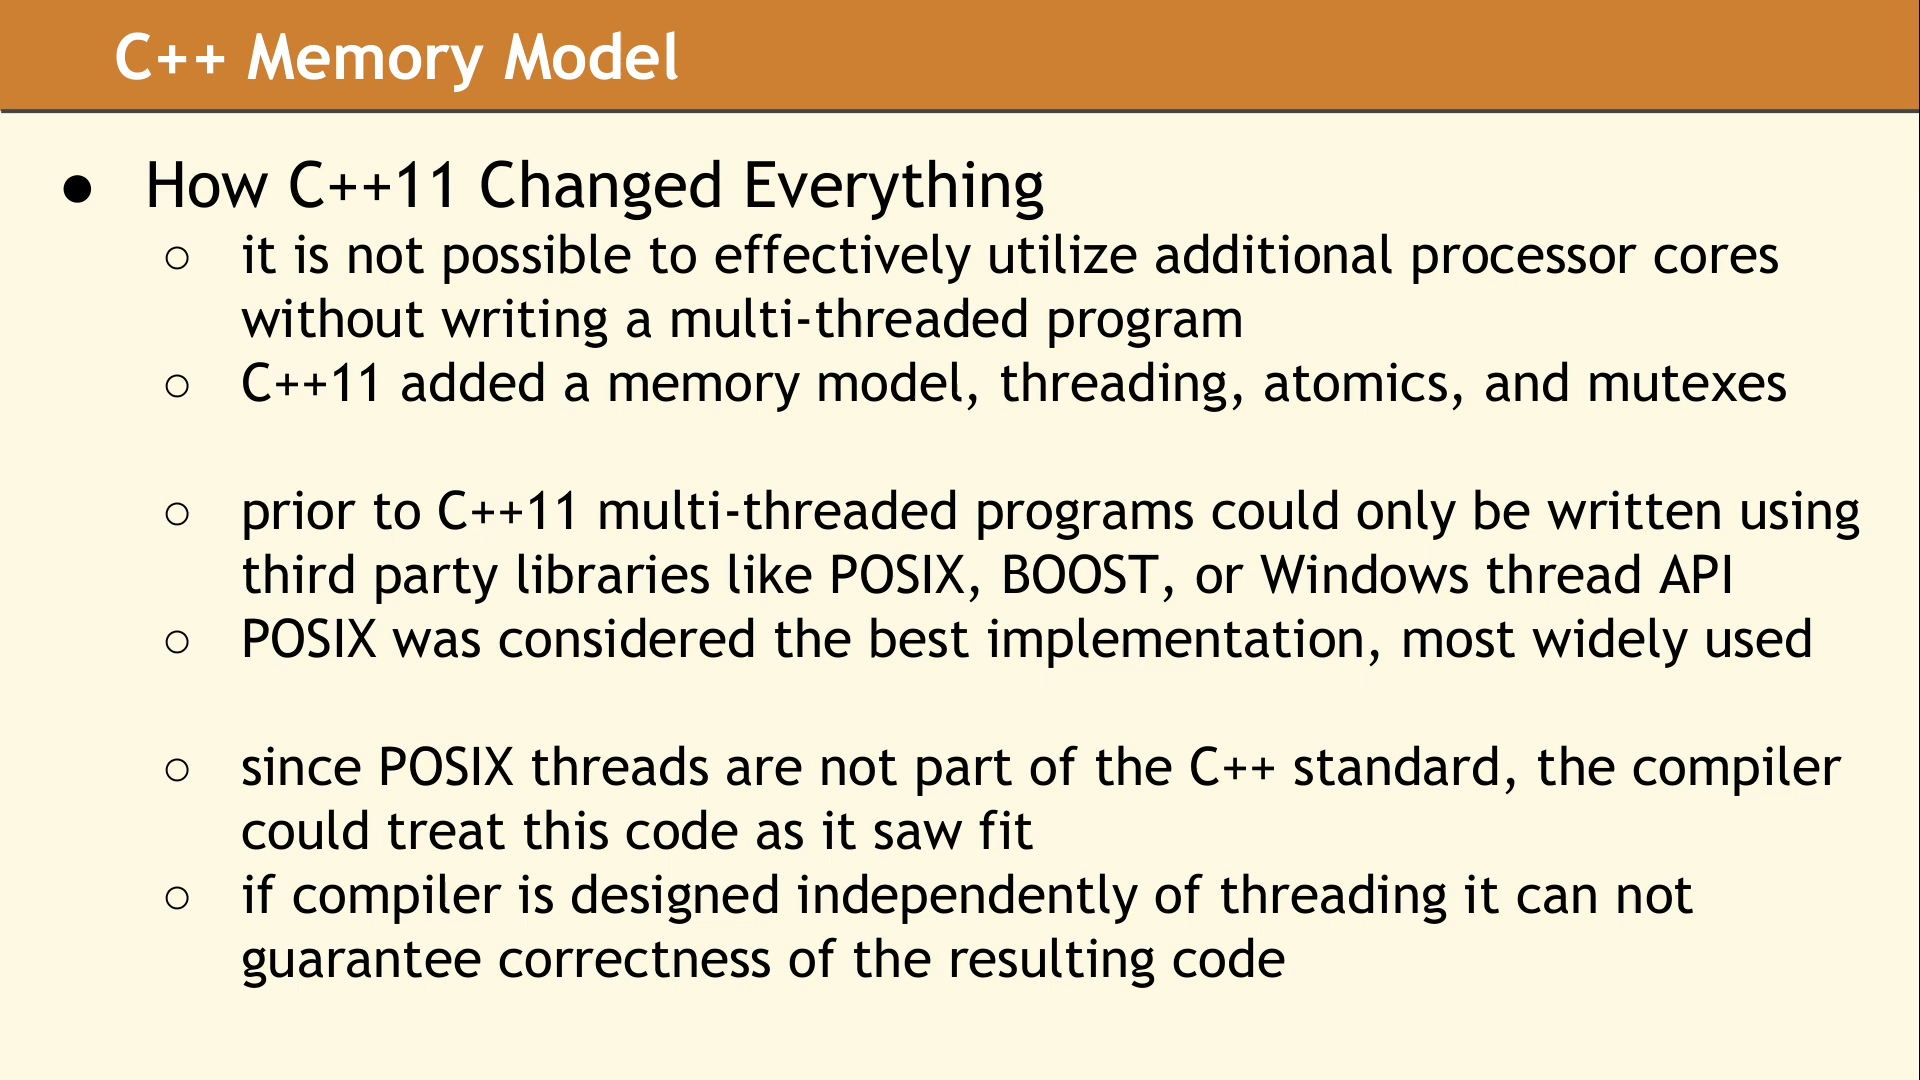 C++ Memory Model
● How C++11 Changed Everything
○ it is not possible to effectively utilize additional processor cores
without writing a multi-threaded program
○ C++11 added a memory model, threading, atomics, and mutexes
○ prior to C++11 multi-threaded programs could only be written using
third party libraries like POSIX, BOOST, or Windows thread API
○ POSIX was considered the best implementation, most widely used
○ since POSIX threads are not part of the C++ standard, the compiler
could treat this code as it saw fit
○ if compiler is designed independently of threading it can not
guarantee correctness of the resulting code